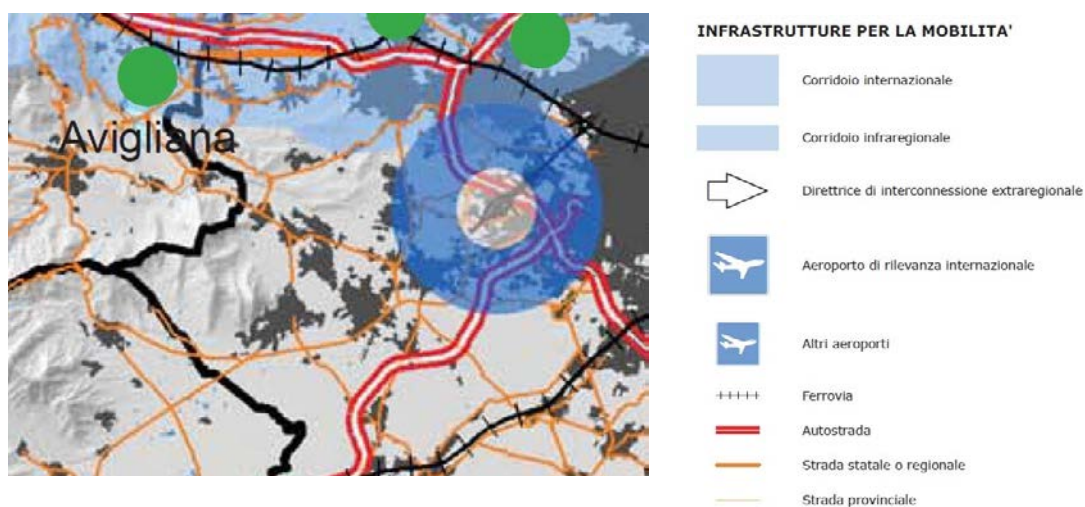 Avigliana
INFRASTRUTTURE PER LA MOBILITA'
Corridoio internazionale
Corridoio infraregionale
Direttrice di interconnessione extraregionale
Aeroporto di rilevanza internazionale
Altri aeroporti
Ferrovia
Autostrada
Strada statale o regionale
Strada provinciale